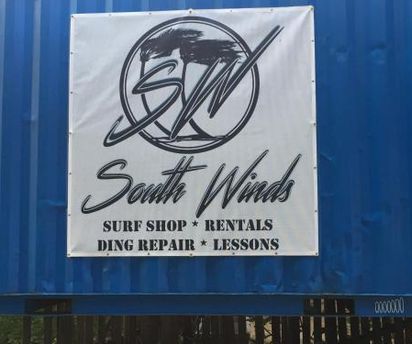 SW
South Winds
SURF SHOP * RENTALS
DING REPAIR * LESSONS